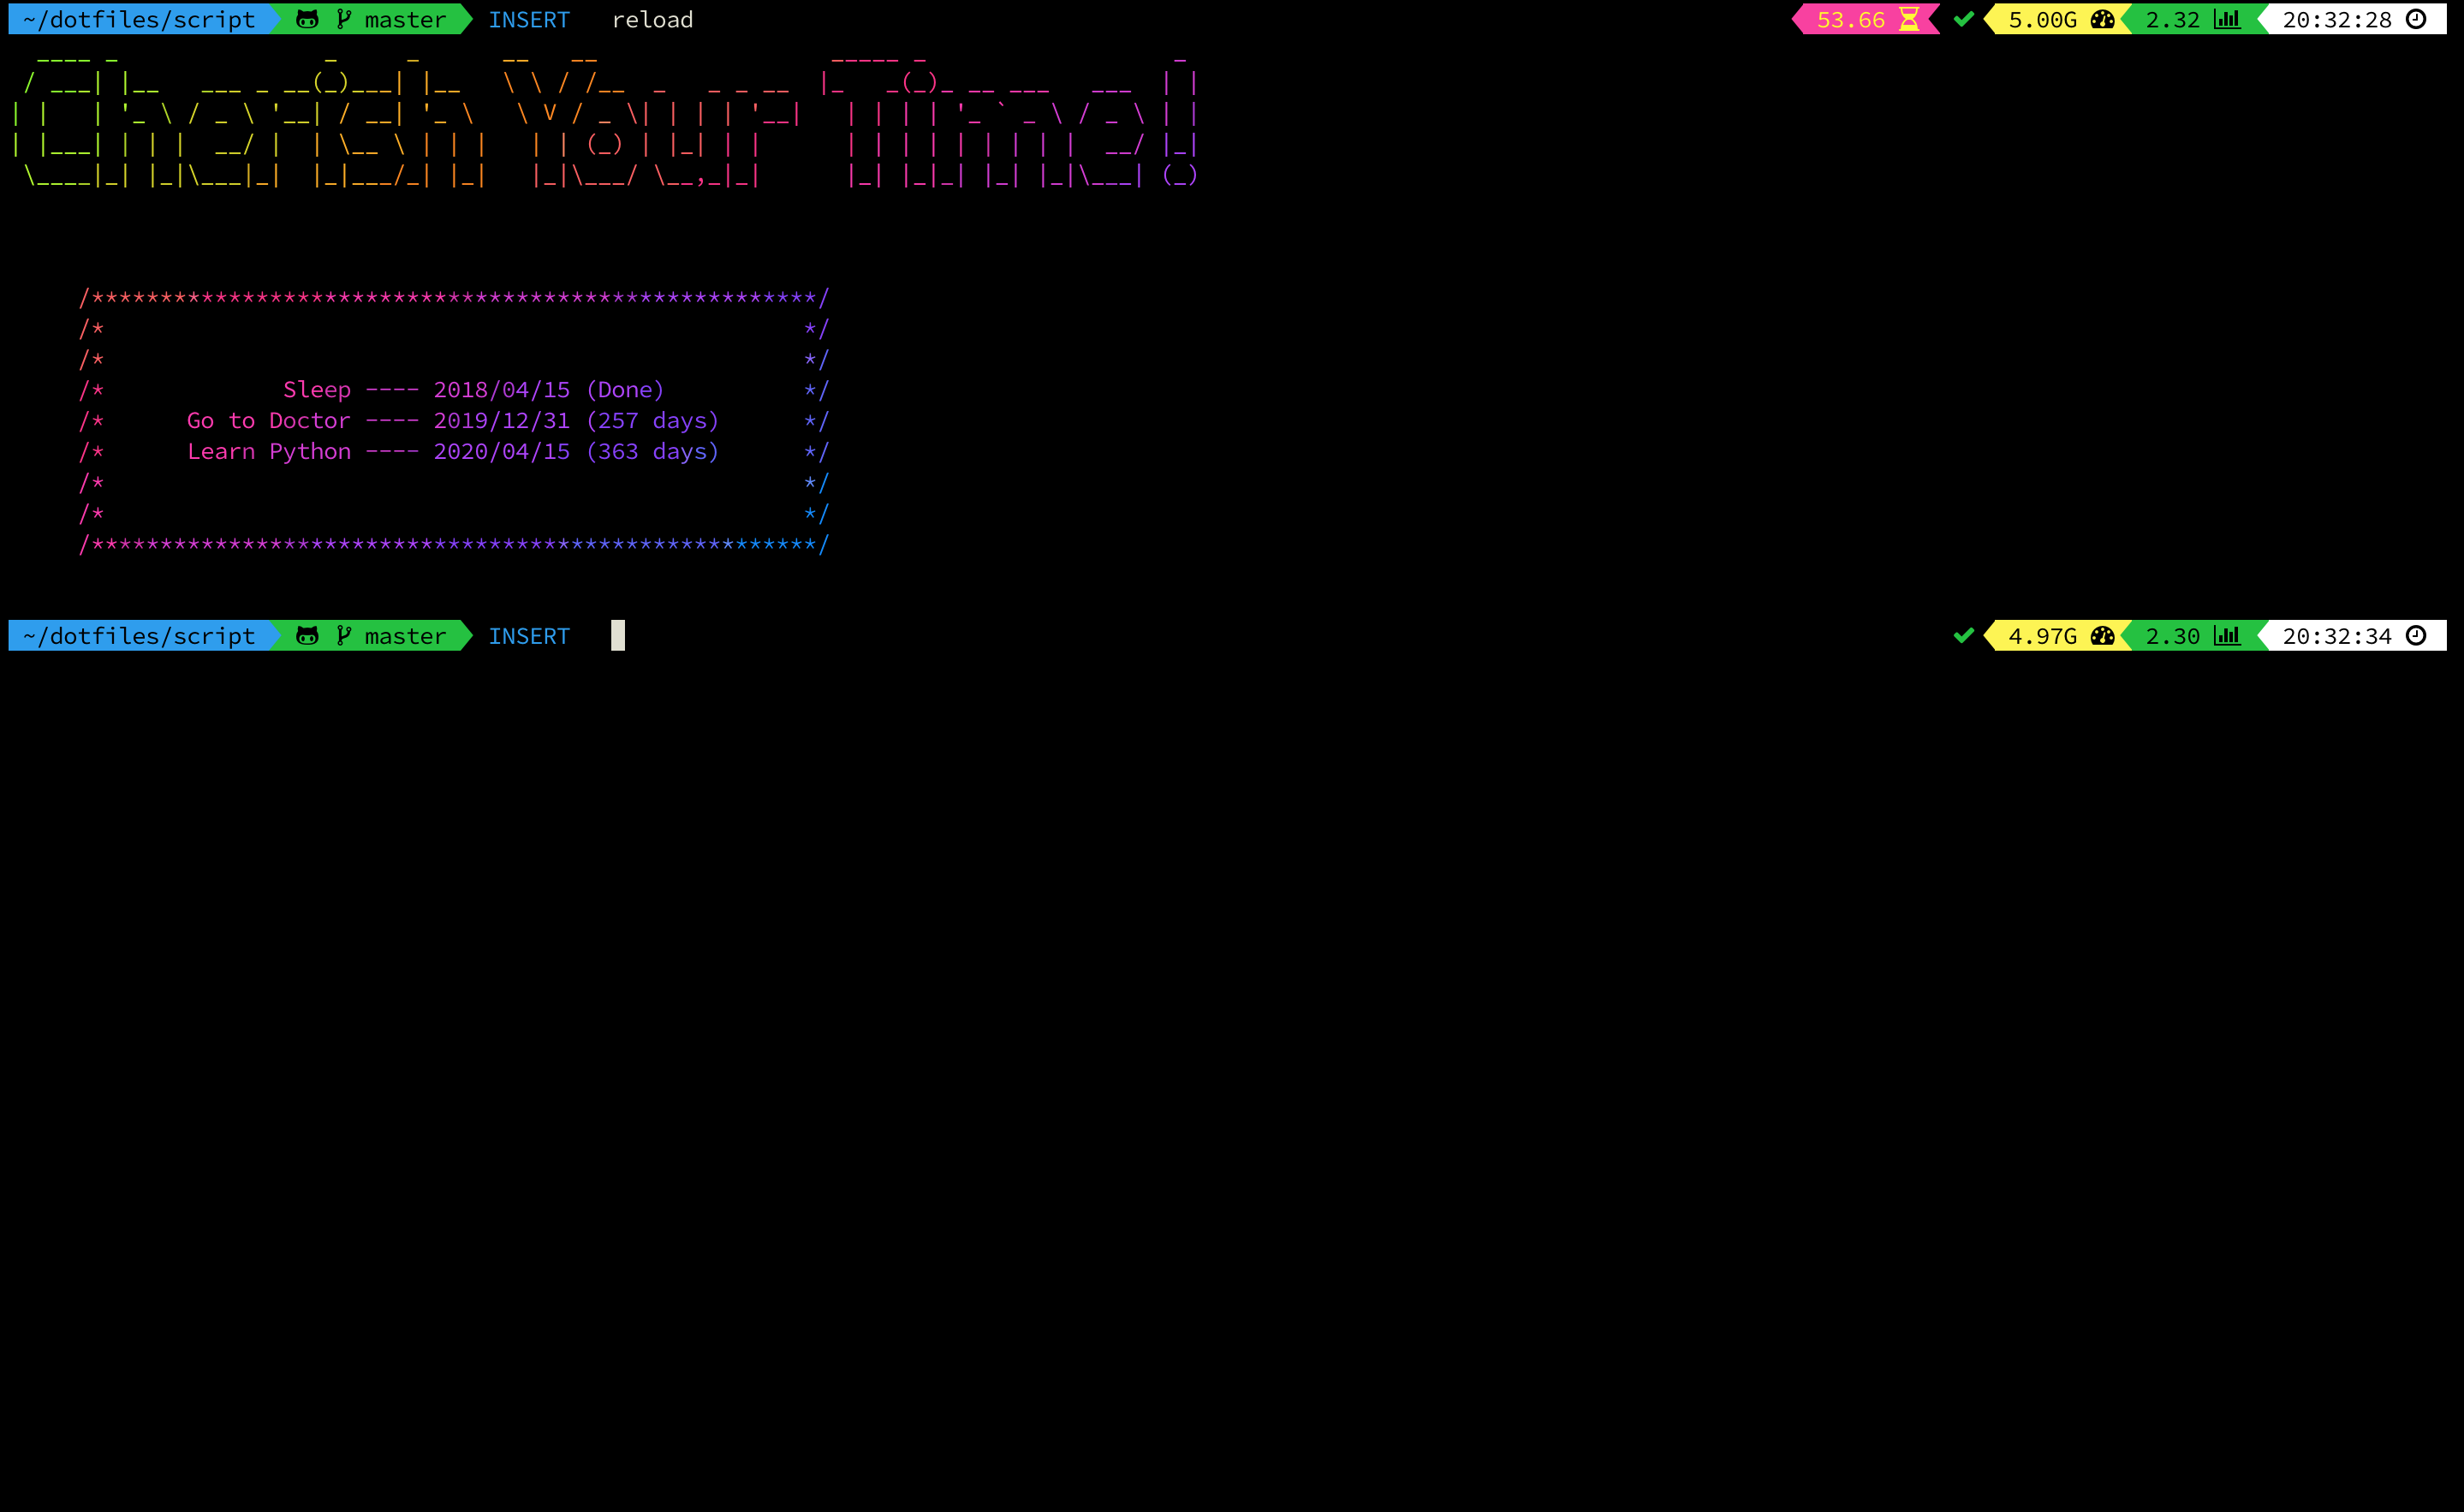 ~/dotfiles/script master INSERT reload 53.66 5.00G 2.32 20:32:28
Cherish Your Time!
/*****************************************************/
/* */
/* */
/* Sleep ---- 2018/04/15 (Done) */
/* Go to Doctor ---- 2019/12/31 (257 days) */
/* Learn Python ---- 2020/04/15 (363 days) */
/* */
/* */
/*****************************************************/
~/dotfiles/script master INSERT 4.97G 2.30 20:32:34